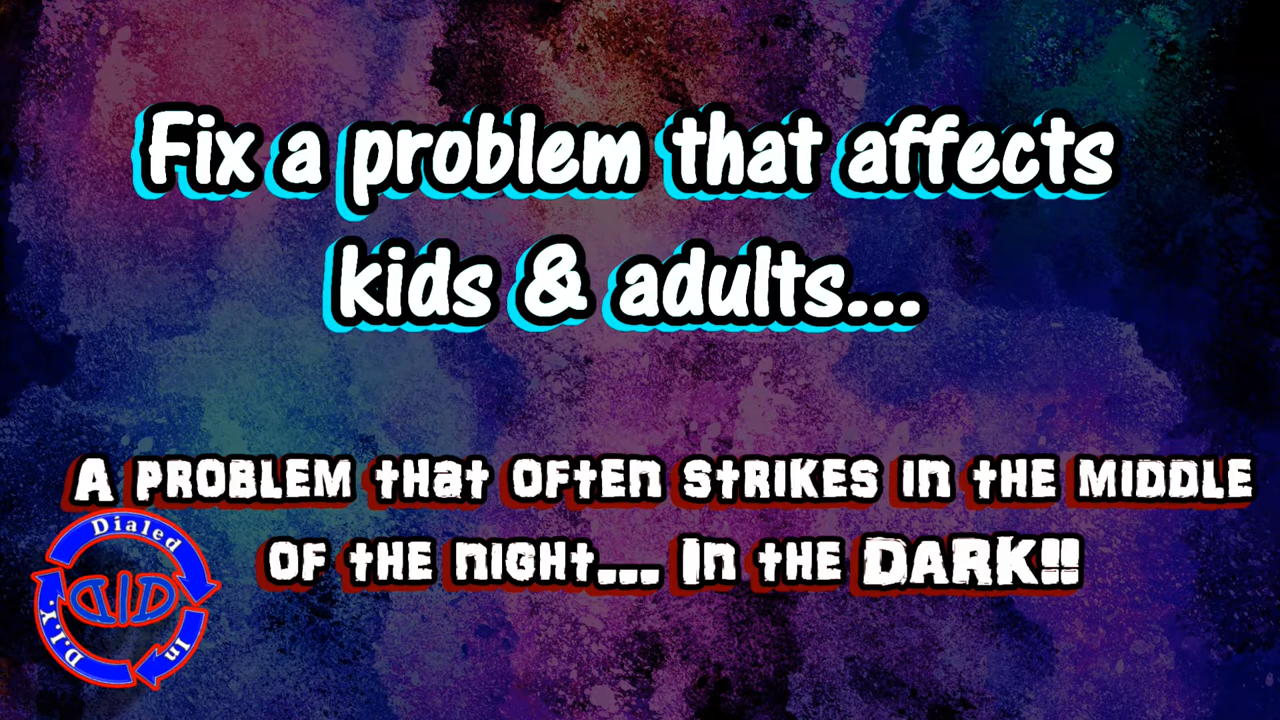 Fix a problem that affects
kids & adults...
A PROBLEM that OFtEn StRIKES In tHE MIDDLE
OF tHE nIGHt... In tHE DARK!!
Dialed
DID
In
D.I.Y.